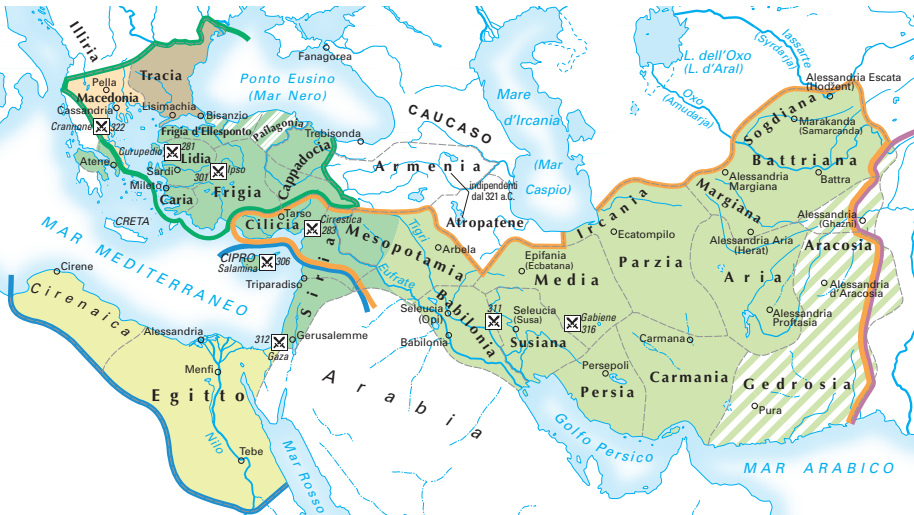 Illiria
Tracia
Pella
Macedonia
Cassandria
Crannone 322
Lisimachia
Bisanzio
Fanagorea
Ponto Eusino
(Mar Nero)
Frigia d'Ellesponto
Paflagonia
Trebisonda
Curupedio 281
Lidia
Sardi
Ipso
301
Atene
Mileto
Caria
Frigia
Cappadocia
CRETA
CAUCASO
Armenia
indipendenti
dal 321 a.C.
Atropatene
Mare
d'Ircania
(Mar
Caspio)
L. dell'Oxo
(L. d'Aral)
Iassarte
(Syrdarja)
Oxo
(Amudarja)
Alessandria Escata
(Hodžent)
Sogdiana
Marakanda
(Samarcanda)
Battriana
Battra
Alessandria
Margiana
Margiana
Ircania
Ecatompilo
Parzia
Alessandria Aria
(Herat)
Aria
Alessandria
(Ghazni)
Aracosia
Alessandria
d'Aracosia
Alessandria
Proftasia
MAR MEDITERRANEO
Tarso
Cilicia
Cirrestica
283
CIPRO
Salamina
306
Triparadiso
Siria
Mesopotamia
Tigri
Eufrate
Arbela
Epifania
(Ecbatana)
Media
Babilonia
Seleucia
(Opi)
Babilonia
311
Seleucia
(Susa)
Susiana
Gabiene
316
Carmana
Persepoli
Persia
Carmania
Gedrosia
Pura
Cirene
Cirenaica
Alessandria
312
Gaza
Gerusalemme
Menfi
Egitto
Nilo
Tebe
Mar Rosso
Arabia
Golfo Persico
MAR ARABICO